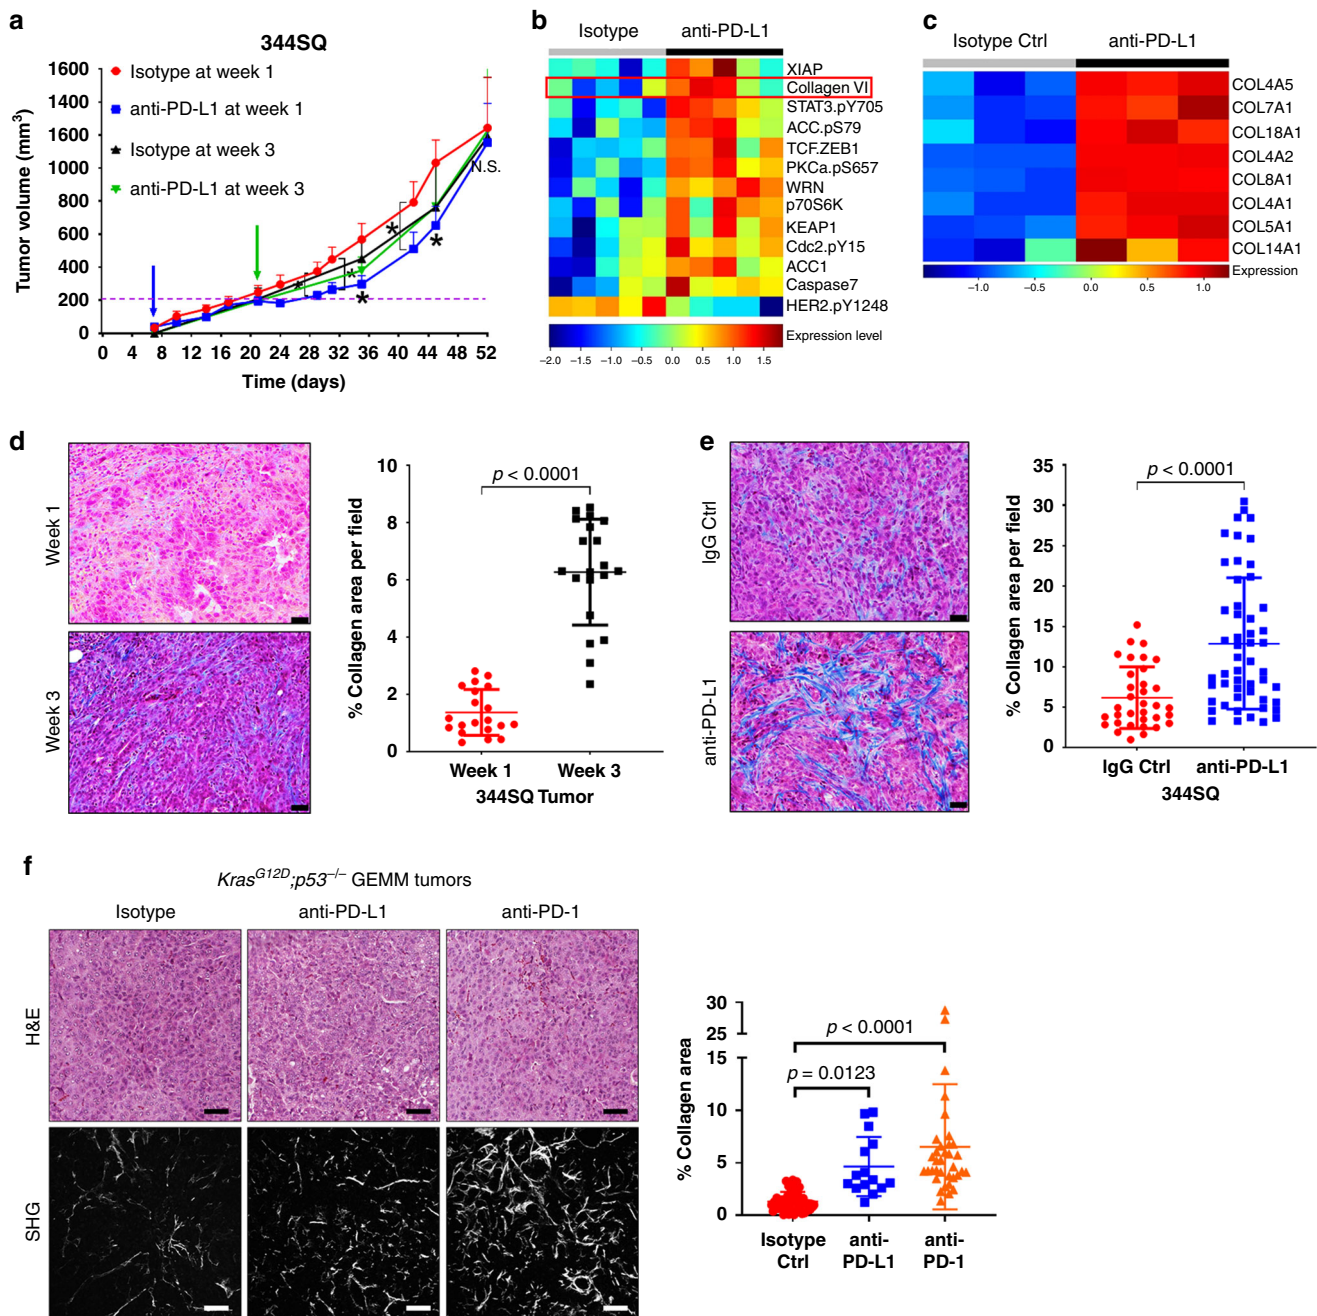 a
344SQ
Tumor volume (mm³)
1600
1400
1600
1000
800
600
400
200
0
Isotype at week 1
anti-PD-L1 at week 1
Isotype at week 3
anti-PD-L1 at week 3
N.S.
*
*
*
*
*
0 4 8 12 16 20 24 28 32 36 40 44 48 52
Time (days)
b
Isotype anti-PD-L1
XIAP
Collagen VI
STAT3.pY705
ACC.pS79
TCF.ZEB1
PKCa.pS657
WRN
p70S6K
KEAP1
Cdc2.pY15
ACC1
Caspase7
HER2.pY1248
Expression level
−2.0 −1.5 −1.0 −0.5 0.0 0.5 1.0 1.5
c
Isotype Ctrl anti-PD-L1
COL4A5
COL7A1
COL18A1
COL4A2
COL8A1
COL4A1
COL5A1
COL14A1
Expression
−1.0 0.0 1.0
d
Week 1
Week 3
% Collagen area per field
10
8
6
4
2
0
p < 0.0001
Week 1 Week 3
344SQ Tumor
e
IgG Ctrl
anti-PD-L1
% Collagen area per field
35
30
25
20
15
10
5
0
p < 0.0001
IgG Ctrl anti-PD-L1
344SQ
f
Kras^G12D;p53^−/− GEMM tumors
Isotype anti-PD-L1 anti-PD-1
H&E
SHG
% Collagen area
30
25
15
10
5
0
p < 0.0001
p = 0.0123
Isotype Ctrl
anti-PD-L1
anti-PD-1